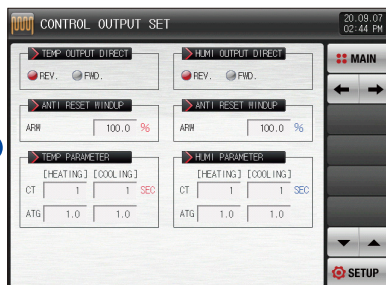 CONTROL OUTPUT SET
20.09.07
02:44 PM
TEMP OUTPUT DIRECT
REV. FWD.
HUMI OUTPUT DIRECT
REV. FWD.
ANTI RESET WINDUP
ARW 100.0 %
ANTI RESET WINDUP
ARW 100.0 %
TEMP PARAMETER
[HEATING] [COOLING]
CT 1 1 SEC
ATG 1.0 1.0
HUMI PARAMETER
[HEATING] [COOLING]
CT 1 1 SEC
ATG 1.0 1.0
MAIN
SETUP